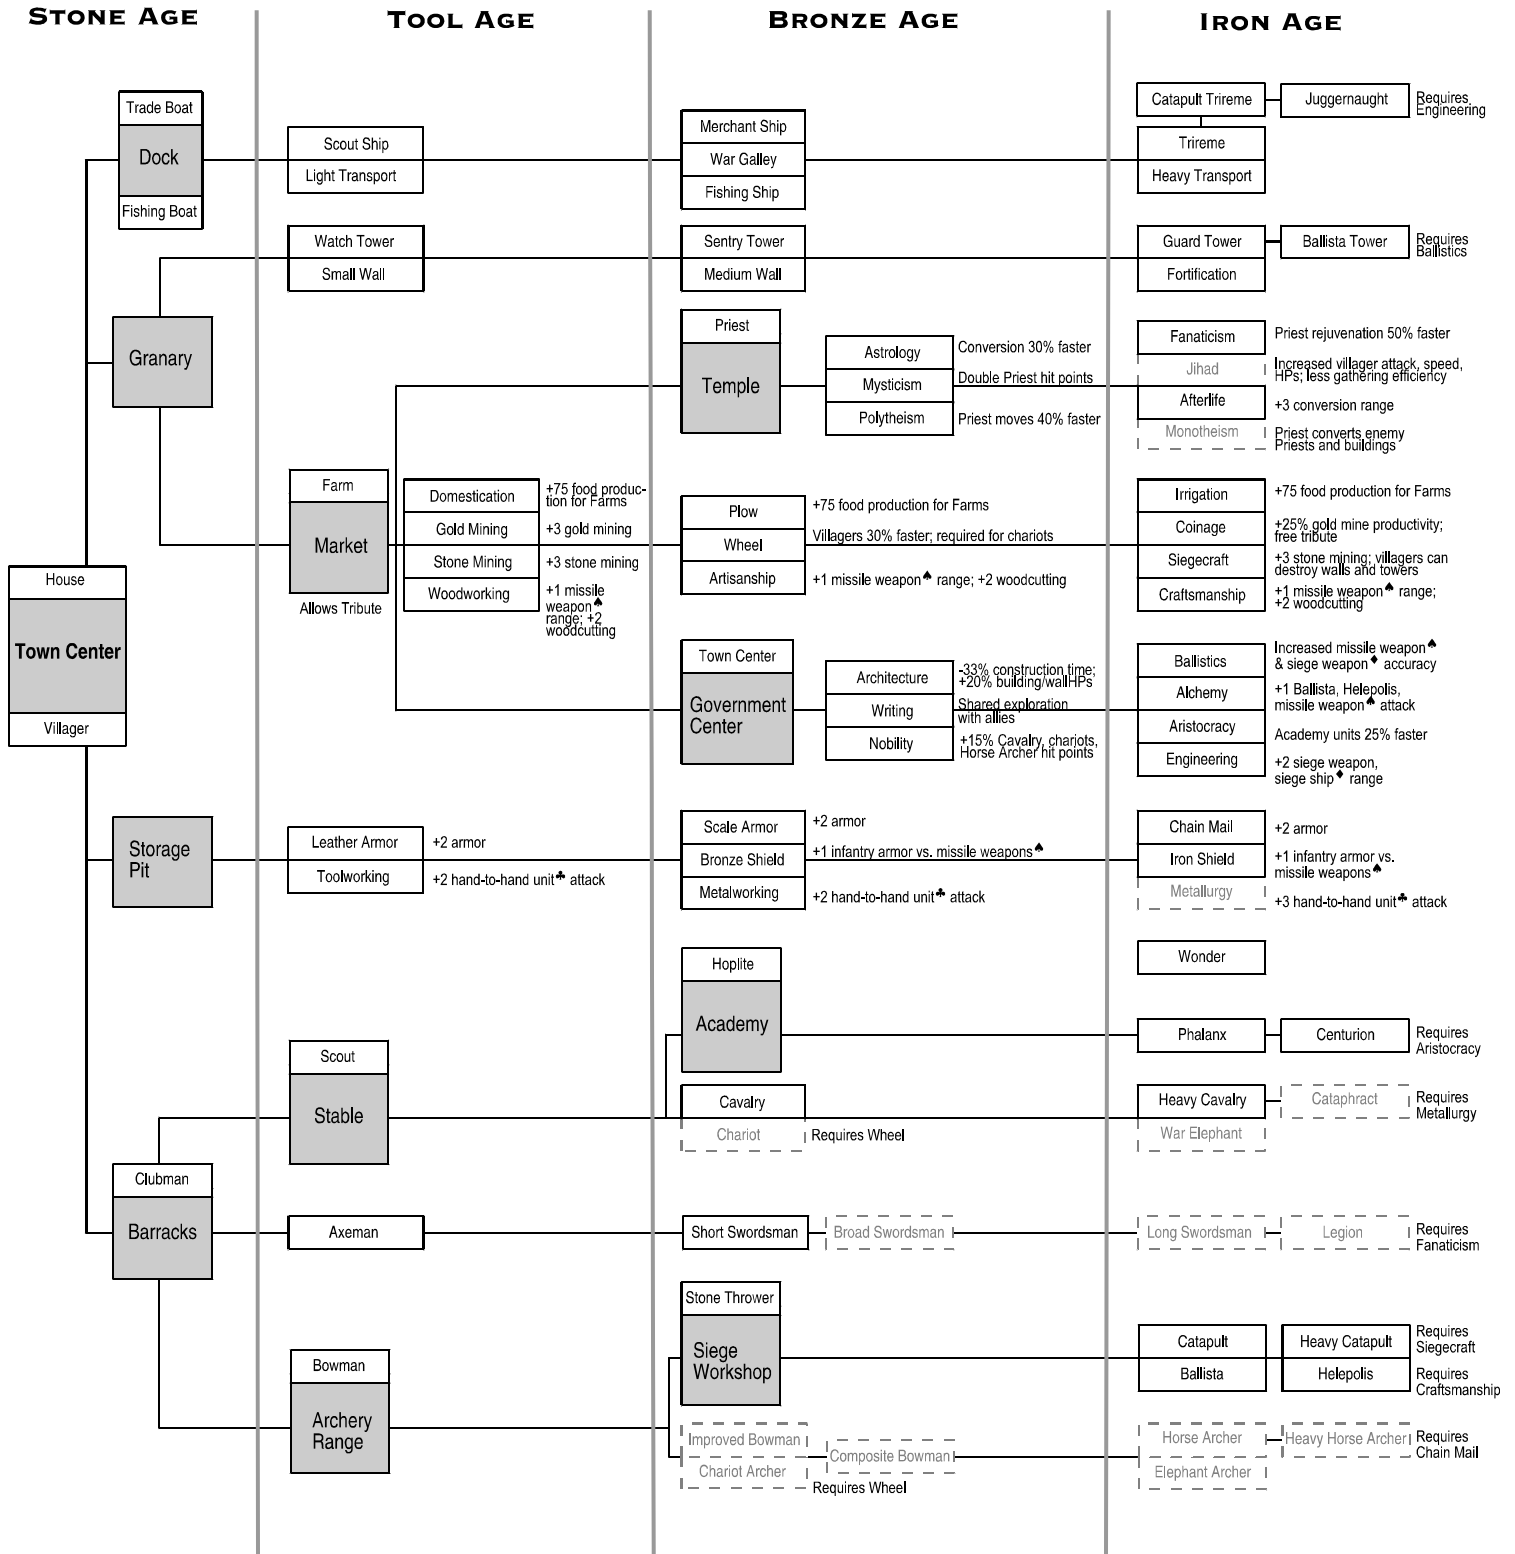 STONE AGE
TOOL AGE
BRONZE AGE
IRON AGE
Trade Boat
Dock
Fishing Boat
Scout Ship
Light Transport
Merchant Ship
War Galley
Fishing Ship
Catapult Trireme
Juggernaught
Requires
Engineering
Trireme
Heavy Transport
Watch Tower
Small Wall
Sentry Tower
Medium Wall
Guard Tower
Ballista Tower
Requires
Ballistics
Fortification
Granary
Priest
Temple
Astrology
Conversion 30% faster
Mysticism
Double Priest hit points
Polytheism
Priest moves 40% faster
Fanaticism
Priest rejuvenation 50% faster
Jihad
Increased villager attack, speed,
HPs; less gathering efficiency
Afterlife
+3 conversion range
Monotheism
Priest converts enemy
Priests and buildings
Farm
Market
Allows Tribute
Domestication
+75 food produc-
tion for Farms
Gold Mining
+3 gold mining
Stone Mining
+3 stone mining
Woodworking
+1 missile
weapon♠
range; +2
woodcutting
Plow
+75 food production for Farms
Wheel
Villagers 30% faster; required for chariots
Artisanship
+1 missile weapon♠ range; +2 woodcutting
Irrigation
+75 food production for Farms
Coinage
+25% gold mine productivity;
free tribute
Siegecraft
+3 stone mining; villagers can
destroy walls and towers
Craftsmanship
+1 missile weapon♠ range;
+2 woodcutting
House
Town Center
Villager
Town Center
Government
Center
Architecture
-33% construction time;
+20% building/wallHPs
Writing
Shared exploration
with allies
Nobility
+15% Cavalry, chariots,
Horse Archer hit points
Ballistics
Increased missile weapon♠
& siege weapon♦ accuracy
Alchemy
+1 Ballista, Helepolis,
missile weapon♠ attack
Aristocracy
Academy units 25% faster
Engineering
+2 siege weapon,
siege ship♦ range
Storage
Pit
Leather Armor
+2 armor
Toolworking
+2 hand-to-hand unit♣ attack
Scale Armor
+2 armor
Bronze Shield
+1 infantry armor vs. missile weapons♠
Metalworking
+2 hand-to-hand unit♣ attack
Chain Mail
+2 armor
Iron Shield
+1 infantry armor vs.
missile weapons♠
Metallurgy
+3 hand-to-hand unit♣ attack
Wonder
Hoplite
Academy
Phalanx
Centurion
Requires
Aristocracy
Scout
Stable
Cavalry
Chariot
Requires Wheel
Heavy Cavalry
Cataphract
Requires
Metallurgy
War Elephant
Clubman
Barracks
Axeman
Short Swordsman
Broad Swordsman
Long Swordsman
Legion
Requires
Fanaticism
Stone Thrower
Siege
Workshop
Catapult
Heavy Catapult
Requires
Siegecraft
Ballista
Helepolis
Requires
Craftsmanship
Bowman
Archery
Range
Improved Bowman
Chariot Archer
Requires Wheel
Composite Bowman
Horse Archer
Heavy Horse Archer
Requires
Chain Mail
Elephant Archer